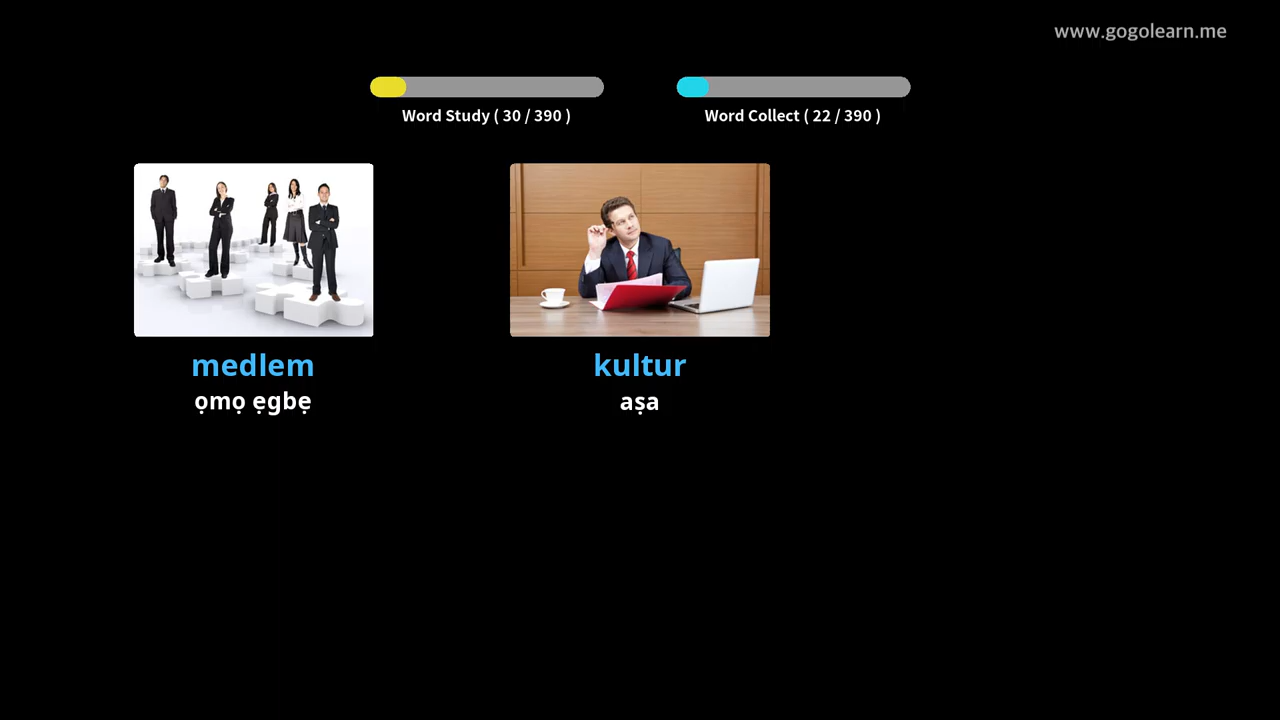 www.gogolearn.me
Word Study ( 30 / 390 )
Word Collect ( 22 / 390 )
medlem
ọmọ ẹgbẹ
kultur
aṣa